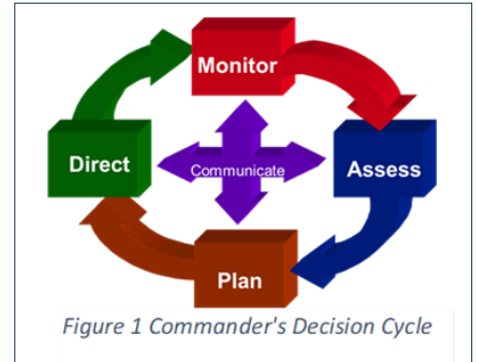 Monitor
Direct
Communicate
Assess
Plan
Figure 1 Commander's Decision Cycle